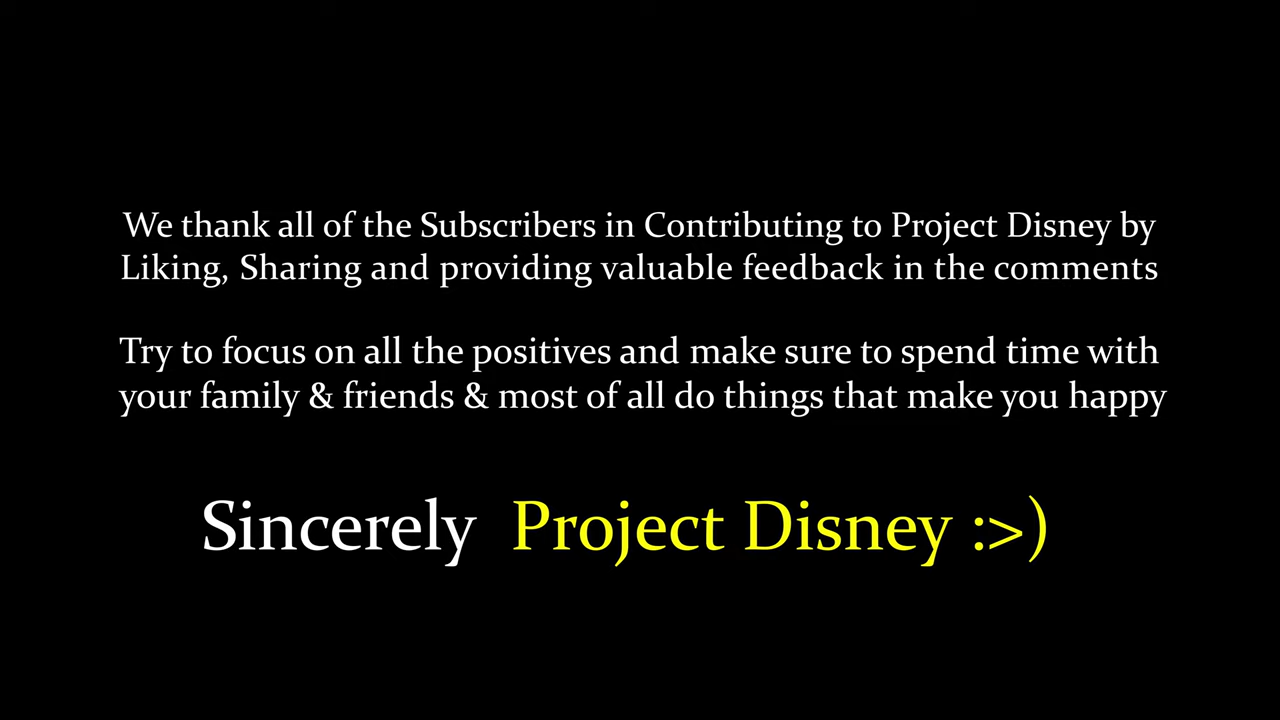 We thank all of the Subscribers in Contributing to Project Disney by
Liking, Sharing and providing valuable feedback in the comments
Try to focus on all the positives and make sure to spend time with
your family & friends & most of all do things that make you happy
Sincerely Project Disney :>)